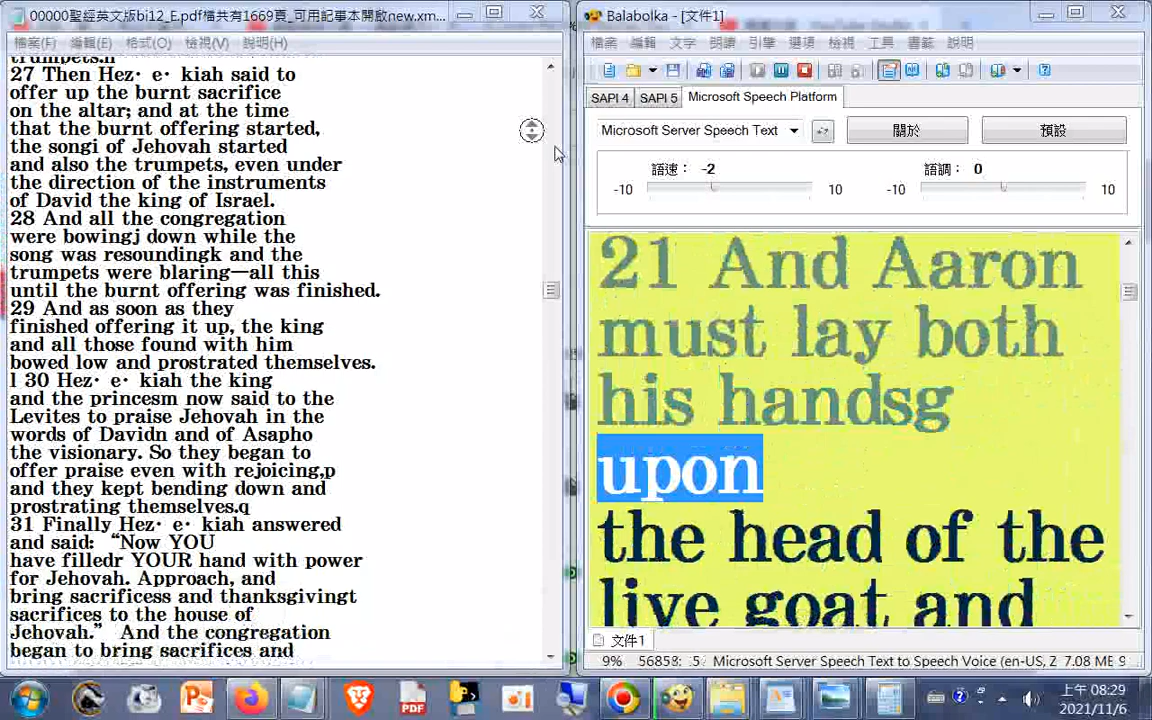 00000聖經英文版bi12_E.pdf檔共有1669頁_可用記事本開啟new.xm...
檔案(F) 編輯(E) 格式(O) 檢視(V) 說明(H)
trumpets.h
27 Then Hez· e· kiah said to
offer up the burnt sacrifice
on the altar; and at the time
that the burnt offering started,
the songi of Jehovah started
and also the trumpets, even under
the direction of the instruments
of David the king of Israel.
28 And all the congregation
were bowingj down while the
song was resoundingk and the
trumpets were blaring—all this
until the burnt offering was finished.
29 And as soon as they
finished offering it up, the king
and all those found with him
bowed low and prostrated themselves.
l 30 Hez· e· kiah the king
and the princesm now said to the
Levites to praise Jehovah in the
words of Davidn and of Asapho
the visionary. So they began to
offer praise even with rejoicing,p
and they kept bending down and
prostrating themselves.q
31 Finally Hez· e· kiah answered
and said: “Now YOU
have filledr YOUR hand with power
for Jehovah. Approach, and
bring sacrificess and thanksgivingt
sacrifices to the house of
Jehovah.” And the congregation
began to bring sacrifices and
Balabolka - [文件1]
檔案 編輯 文字 朗讀 引擎 選項 檢視 工具 書籤 說明
SAPI 4 SAPI 5 Microsoft Speech Platform
Microsoft Server Speech Text 關於 預設
語速： -2 語調： 0
-10 10 -10 10
21 And Aaron
must lay both
his handsg
upon
the head of the
live goat and
文件1
9% 56853: 5. Microsoft Server Speech Text to Speech Voice (en-US, Z 7.08 MB 9
PDF
上午 08:29
2021/11/6